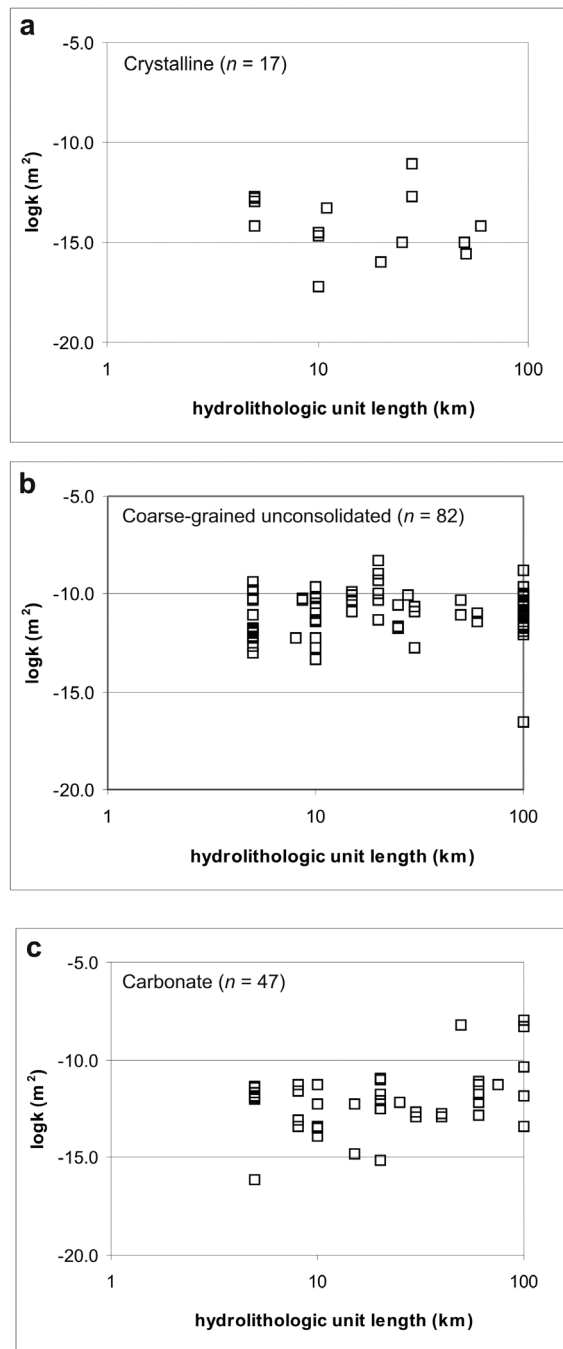 a
-5.0
Crystalline (n = 17)
-10.0
logk (m²)
-15.0
-20.0
1 10 100
hydrolithologic unit length (km)
b
-5.0
Coarse-grained unconsolidated (n = 82)
-10.0
logk (m²)
-15.0
-20.0
1 10 100
hydrolithologic unit length (km)
c
-5.0
Carbonate (n = 47)
-10.0
logk (m²)
-15.0
-20.0
1 10 100
hydrolithologic unit length (km)